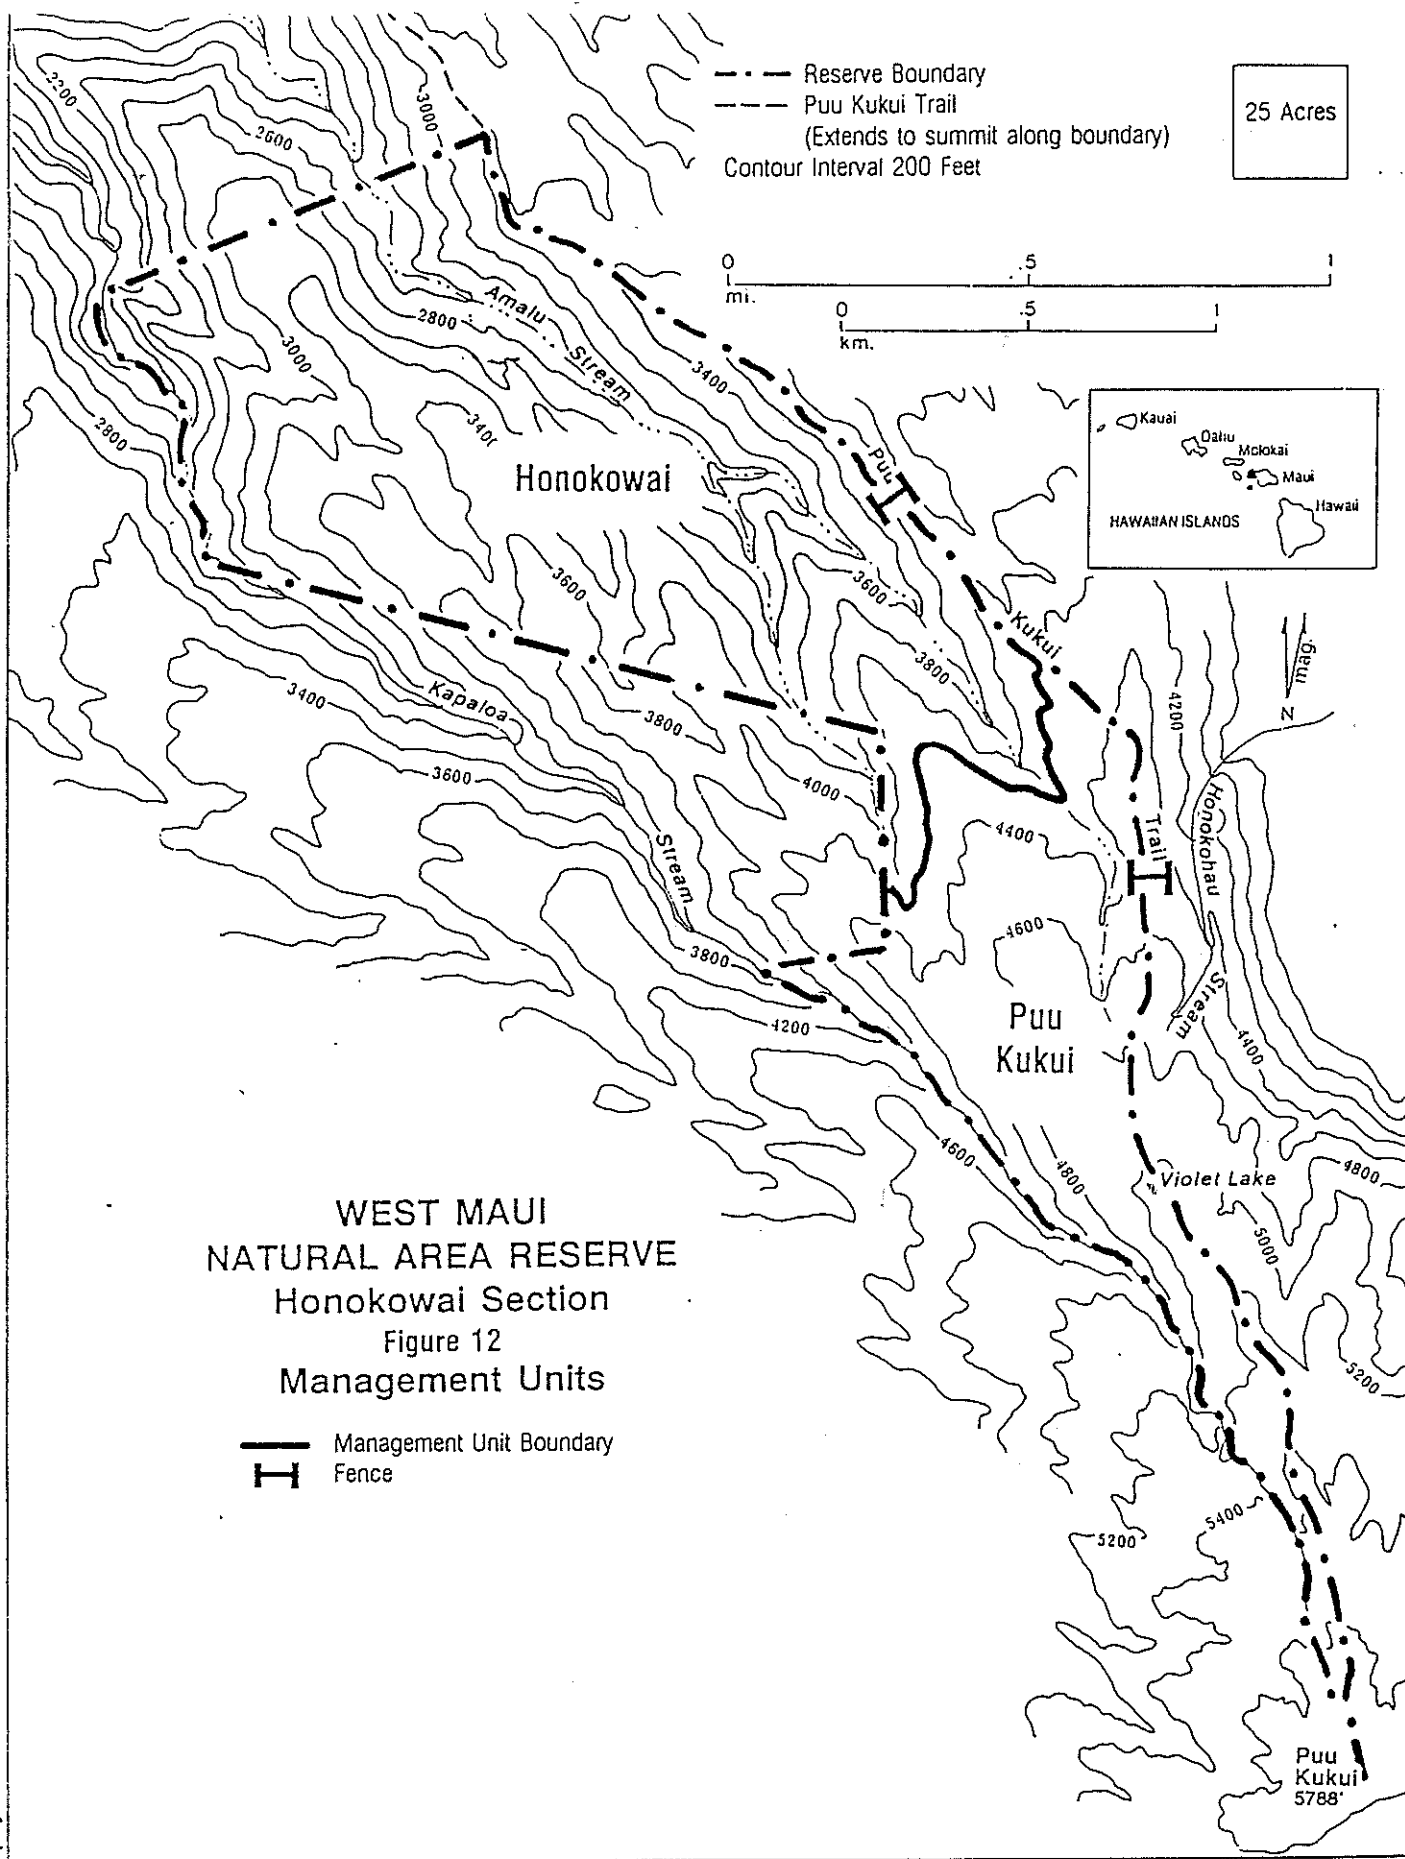 Reserve Boundary
Puu Kukui Trail
(Extends to summit along boundary)
Contour Interval 200 Feet
25 Acres
0 .5 1
mi.
0 .5 1
km.
Kauai
Oahu
Molokai
Maui
Hawaii
HAWAIIAN ISLANDS
mag.
N
2200
2600
3000
Amalu
Stream
2800
3000
3400
3400
2800
Honokowai
Puu
Kukui
Trail
3600
3600
3800
4200
Kapaloa
Stream
3400
3800
3600
4000
4400
Honokohau
Stream
4600
3800
4200
Puu
Kukui
4400
4600
4800
Violet Lake
4800
5000
5200
5400
5200
WEST MAUI
NATURAL AREA RESERVE
Honokowai Section
Figure 12
Management Units
Management Unit Boundary
Fence
Puu
Kukui
5788'